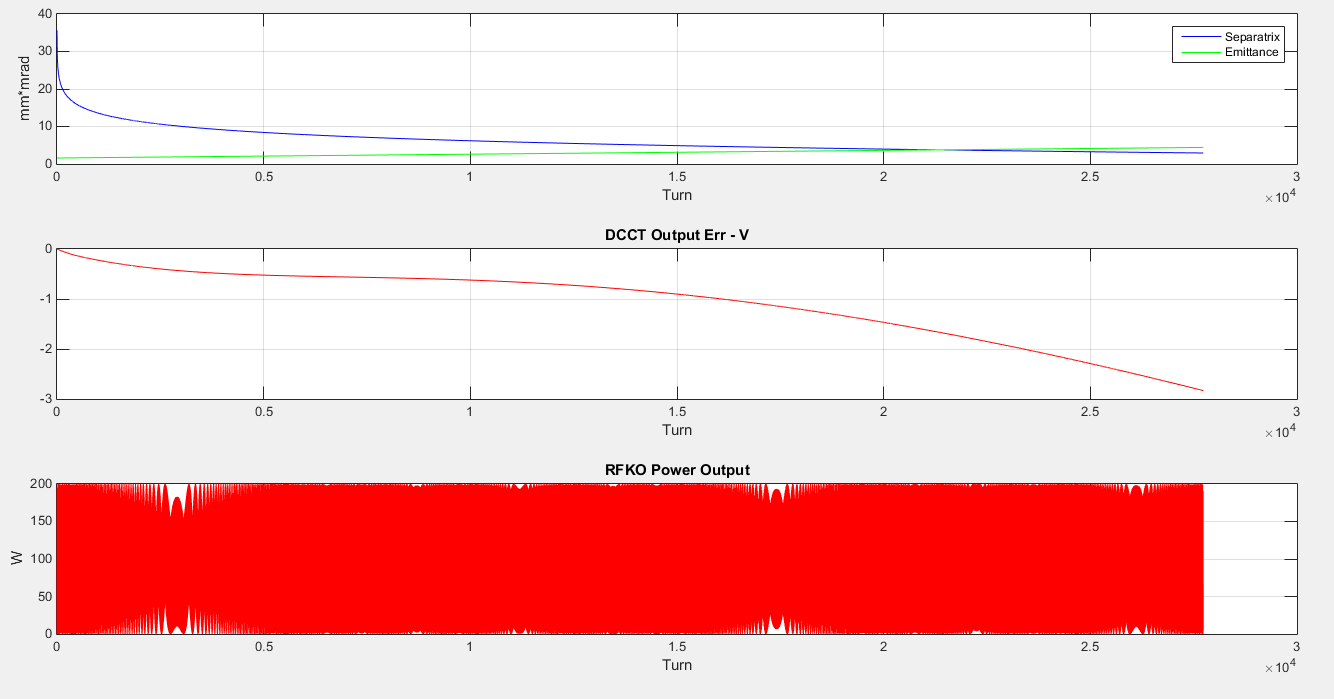 40
30
20
10
0
mm*mrad
Separatrix
Emittance
0 0.5 1 1.5 2 2.5 3
Turn
×10^4
DCCT Output Err - V
0
-1
-2
-3
0 0.5 1 1.5 2 2.5 3
Turn
×10^4
RFKO Power Output
200
150
100
50
0
W
0 0.5 1 1.5 2 2.5 3
Turn
×10^4